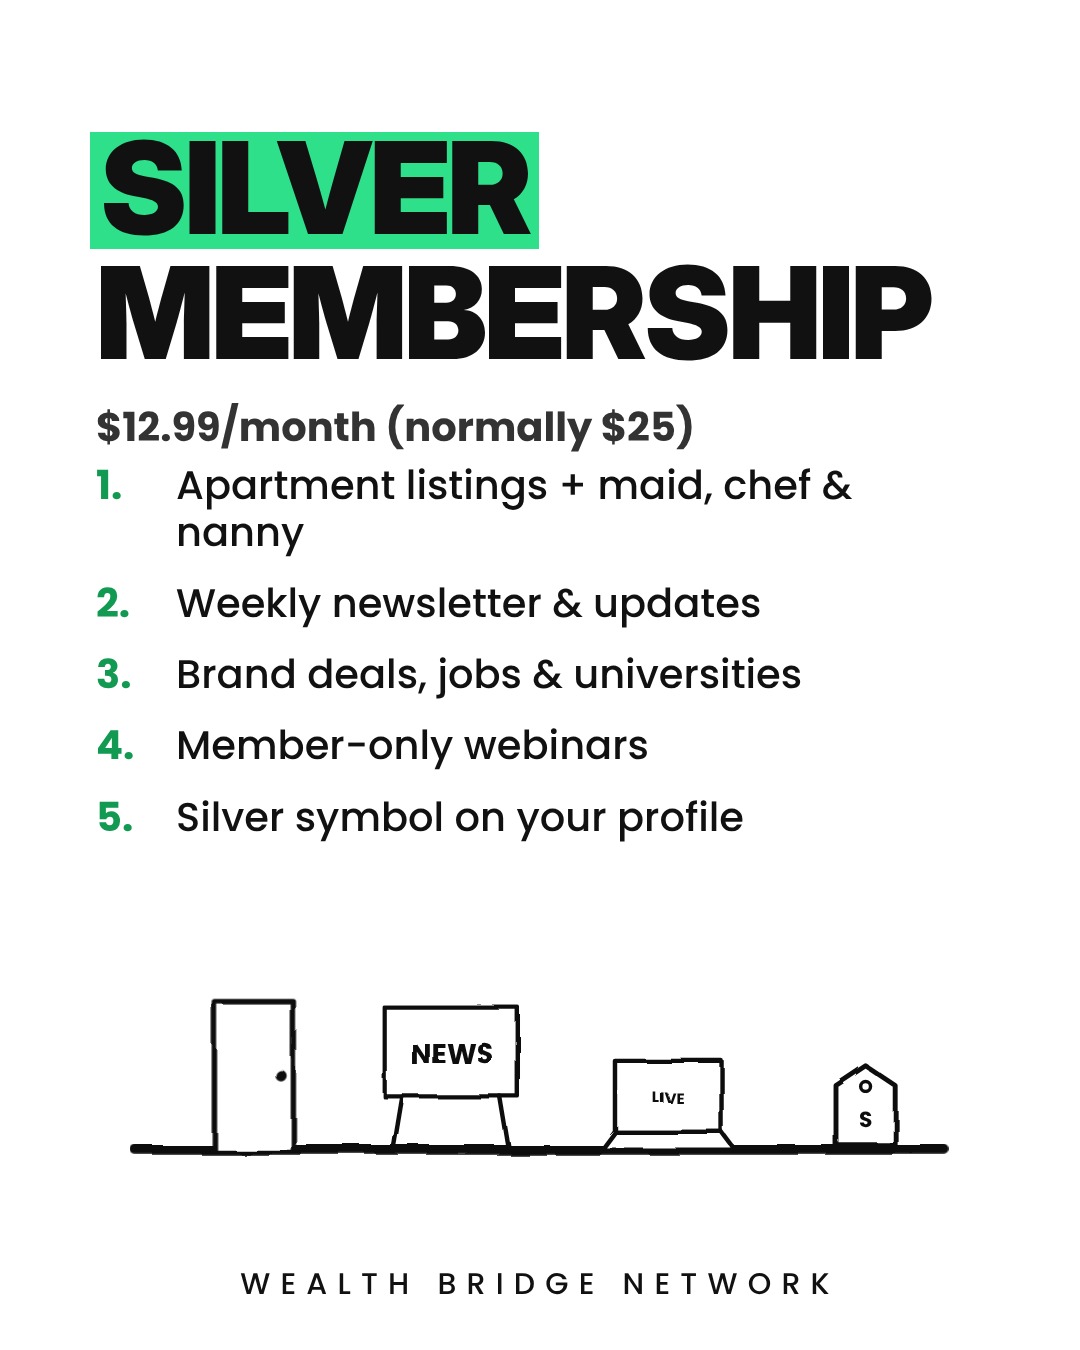 SILVER
MEMBERSHIP
$12.99/month (normally $25)
1. Apartment listings + maid, chef &
nanny
2. Weekly newsletter & updates
3. Brand deals, jobs & universities
4. Member-only webinars
5. Silver symbol on your profile
NEWS
LIVE
S
WEALTH BRIDGE NETWORK